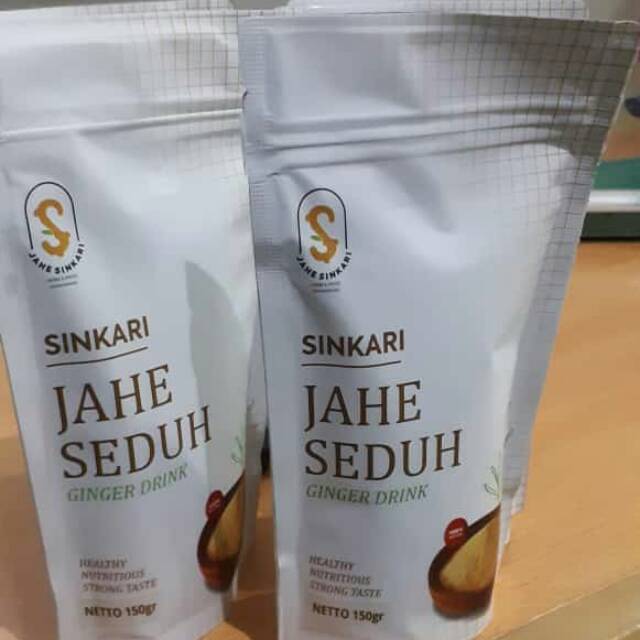 JAHE SINKARI
SINKARI
JAHE
SEDUH
GINGER DRINK
HEALTHY
NUTRITIOUS
STRONG TASTE
NETTO 150gr
JAHE SINKARI
SINKARI
JAHE
SEDUH
GINGER DRINK
HEALTHY
NUTRITIOUS
STRONG TASTE
NETTO 150gr